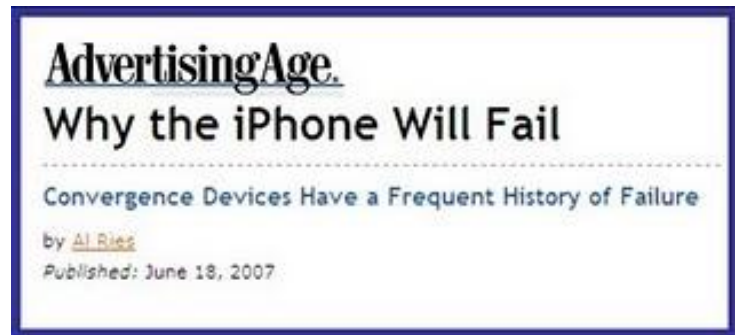 AdvertisingAge.
Why the iPhone Will Fail
Convergence Devices Have a Frequent History of Failure
by Al Ries
Published: June 18, 2007